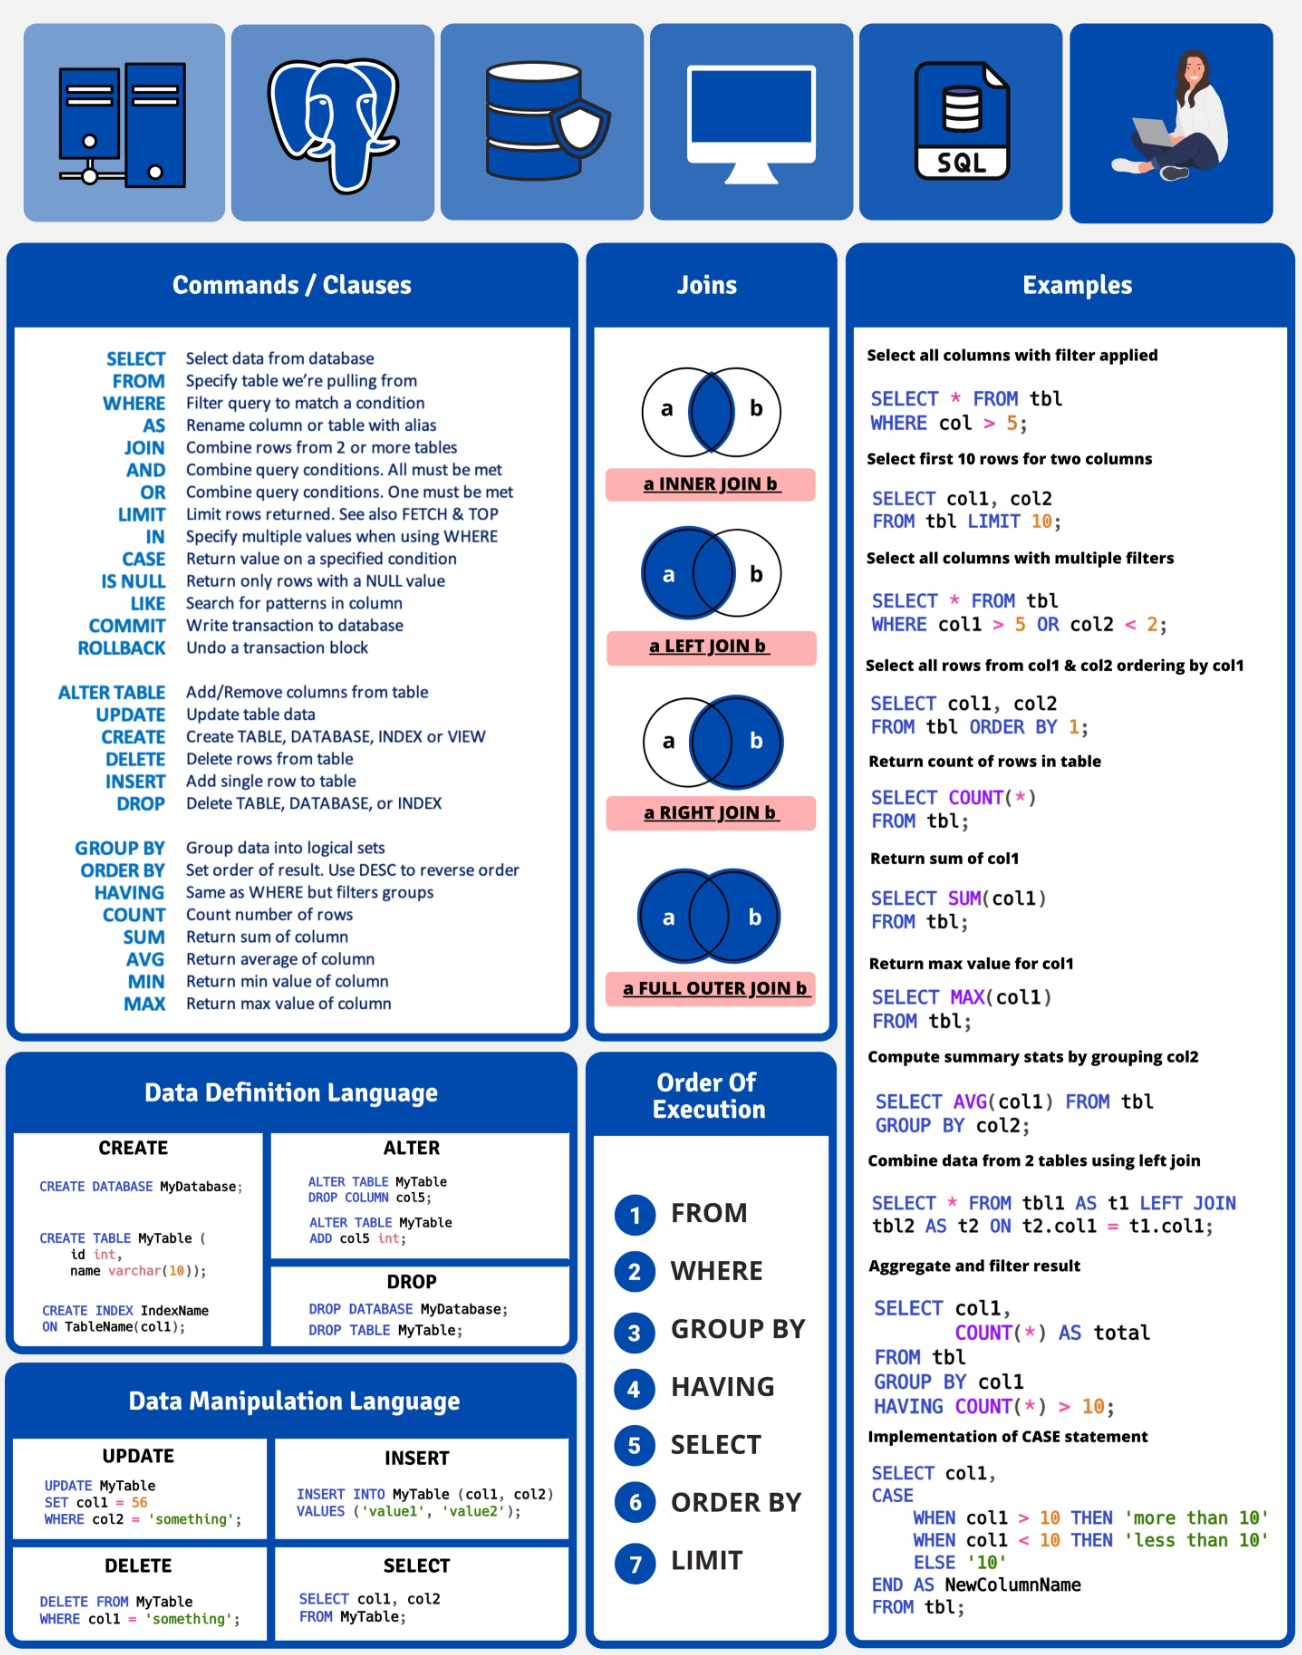 SQL
Commands / Clauses
SELECT Select data from database
FROM Specify table we're pulling from
WHERE Filter query to match a condition
AS Rename column or table with alias
JOIN Combine rows from 2 or more tables
AND Combine query conditions. All must be met
OR Combine query conditions. One must be met
LIMIT Limit rows returned. See also FETCH & TOP
IN Specify multiple values when using WHERE
CASE Return value on a specified condition
IS NULL Return only rows with a NULL value
LIKE Search for patterns in column
COMMIT Write transaction to database
ROLLBACK Undo a transaction block
ALTER TABLE Add/Remove columns from table
UPDATE Update table data
CREATE Create TABLE, DATABASE, INDEX or VIEW
DELETE Delete rows from table
INSERT Add single row to table
DROP Delete TABLE, DATABASE, or INDEX
GROUP BY Group data into logical sets
ORDER BY Set order of result. Use DESC to reverse order
HAVING Same as WHERE but filters groups
COUNT Count number of rows
SUM Return sum of column
AVG Return average of column
MIN Return min value of column
MAX Return max value of column
Joins
a b
a INNER JOIN b
a b
a LEFT JOIN b
a b
a RIGHT JOIN b
a b
a FULL OUTER JOIN b
Examples
Select all columns with filter applied
SELECT * FROM tbl
WHERE col > 5;
Select first 10 rows for two columns
SELECT col1, col2
FROM tbl LIMIT 10;
Select all columns with multiple filters
SELECT * FROM tbl
WHERE col1 > 5 OR col2 < 2;
Select all rows from col1 & col2 ordering by col1
SELECT col1, col2
FROM tbl ORDER BY 1;
Return count of rows in table
SELECT COUNT(*)
FROM tbl;
Return sum of col1
SELECT SUM(col1)
FROM tbl;
Return max value for col1
SELECT MAX(col1)
FROM tbl;
Compute summary stats by grouping col2
SELECT AVG(col1) FROM tbl
GROUP BY col2;
Combine data from 2 tables using left join
SELECT * FROM tbl1 AS t1 LEFT JOIN
tbl2 AS t2 ON t2.col1 = t1.col1;
Aggregate and filter result
SELECT col1,
COUNT(*) AS total
FROM tbl
GROUP BY col1
HAVING COUNT(*) > 10;
Implementation of CASE statement
SELECT col1,
CASE
WHEN col1 > 10 THEN 'more than 10'
WHEN col1 < 10 THEN 'less than 10'
ELSE '10'
END AS NewColumnName
FROM tbl;
Data Definition Language
CREATE
CREATE DATABASE MyDatabase;
CREATE TABLE MyTable (
id int,
name varchar(10));
CREATE INDEX IndexName
ON TableName(col1);
ALTER
ALTER TABLE MyTable
DROP COLUMN col5;
ALTER TABLE MyTable
ADD col5 int;
DROP
DROP DATABASE MyDatabase;
DROP TABLE MyTable;
Data Manipulation Language
UPDATE
UPDATE MyTable
SET col1 = 56
WHERE col2 = 'something';
INSERT
INSERT INTO MyTable (col1, col2)
VALUES ('value1', 'value2');
DELETE
DELETE FROM MyTable
WHERE col1 = 'something';
SELECT
SELECT col1, col2
FROM MyTable;
Order Of
Execution
1 FROM
2 WHERE
3 GROUP BY
4 HAVING
5 SELECT
6 ORDER BY
7 LIMIT